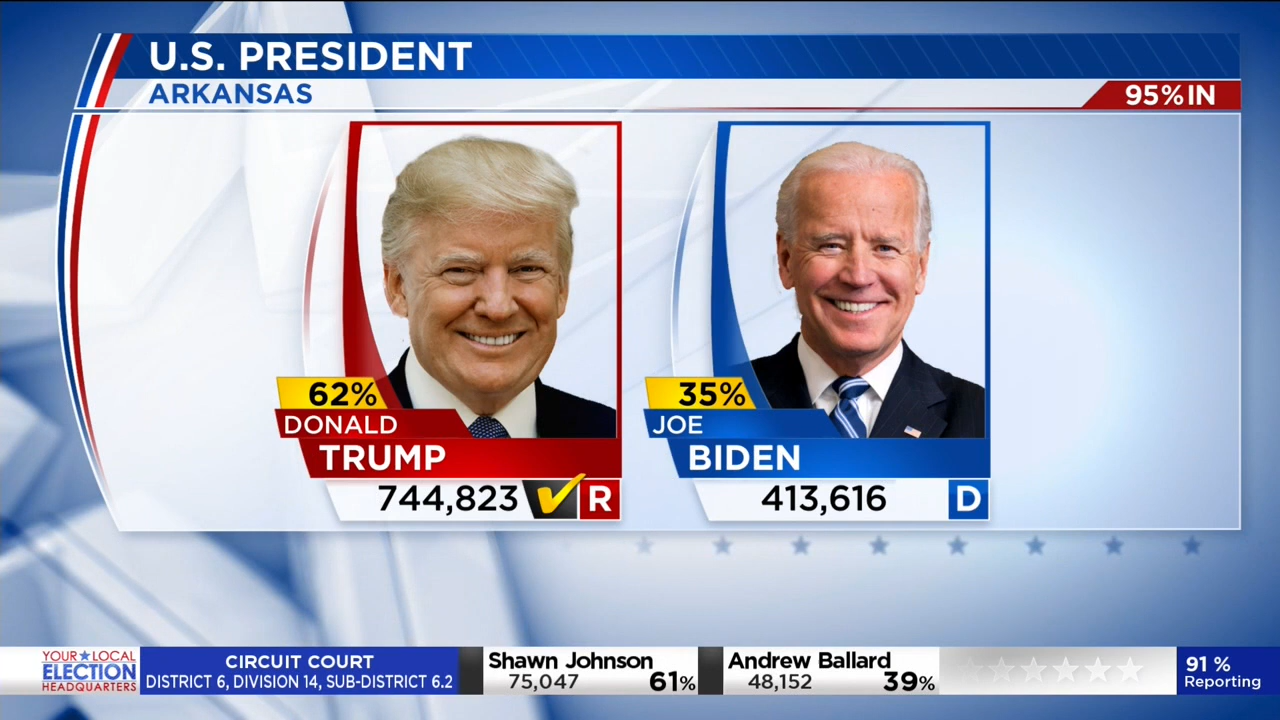 U.S. PRESIDENT
ARKANSAS
95% IN
62%
DONALD
TRUMP
744,823
R
35%
JOE
BIDEN
413,616
D
YOUR LOCAL
ELECTION
HEADQUARTERS
CIRCUIT COURT
DISTRICT 6, DIVISION 14, SUB-DISTRICT 6.2
Shawn Johnson
75,047 61%
Andrew Ballard
48,152 39%
91 %
Reporting